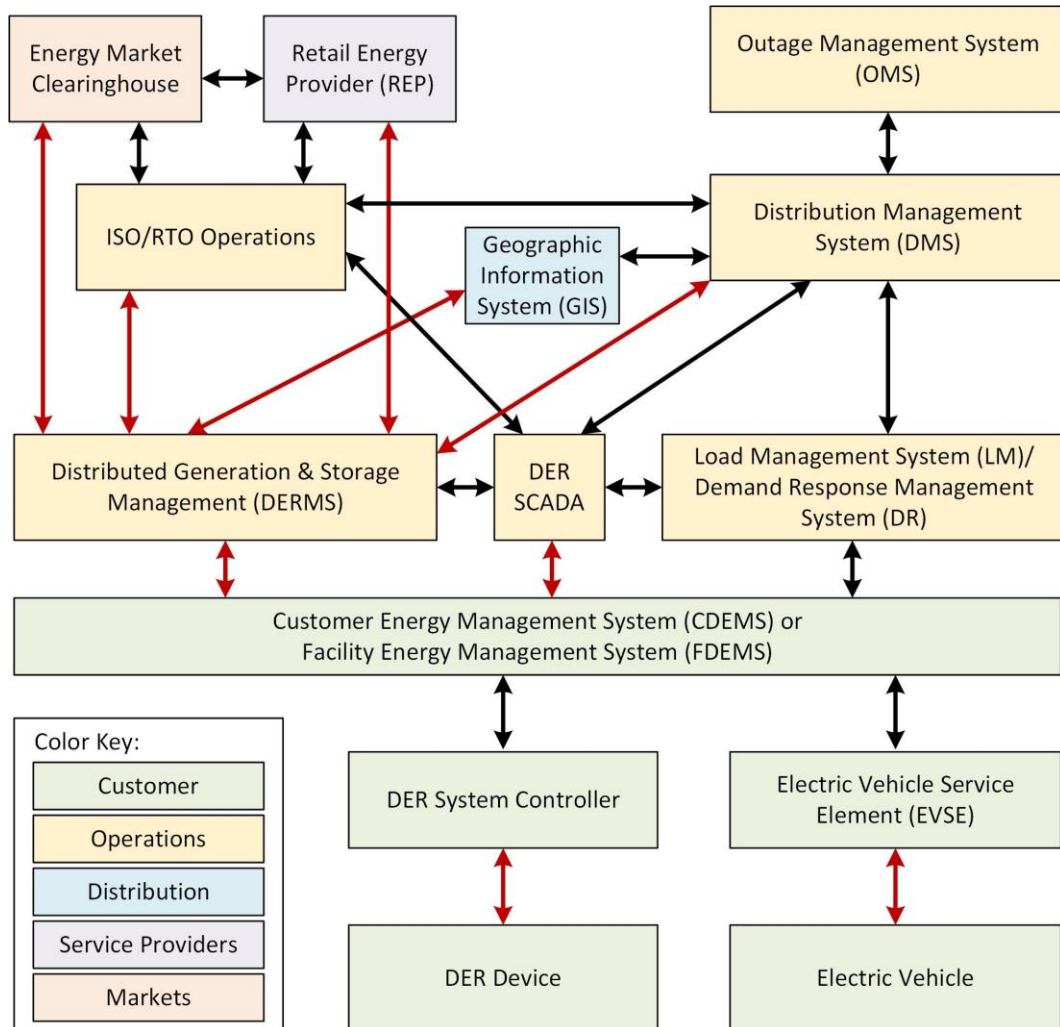 Energy Market
Clearinghouse
Retail Energy
Provider (REP)
Outage Management System
(OMS)
ISO/RTO Operations
Distribution Management
System (DMS)
Geographic
Information
System (GIS)
Distributed Generation & Storage
Management (DERMS)
DER
SCADA
Load Management System (LM)/
Demand Response Management
System (DR)
Customer Energy Management System (CDEMS) or
Facility Energy Management System (FDEMS)
Color Key:
Customer
Operations
Distribution
Service Providers
Markets
DER System Controller
Electric Vehicle Service
Element (EVSE)
DER Device
Electric Vehicle